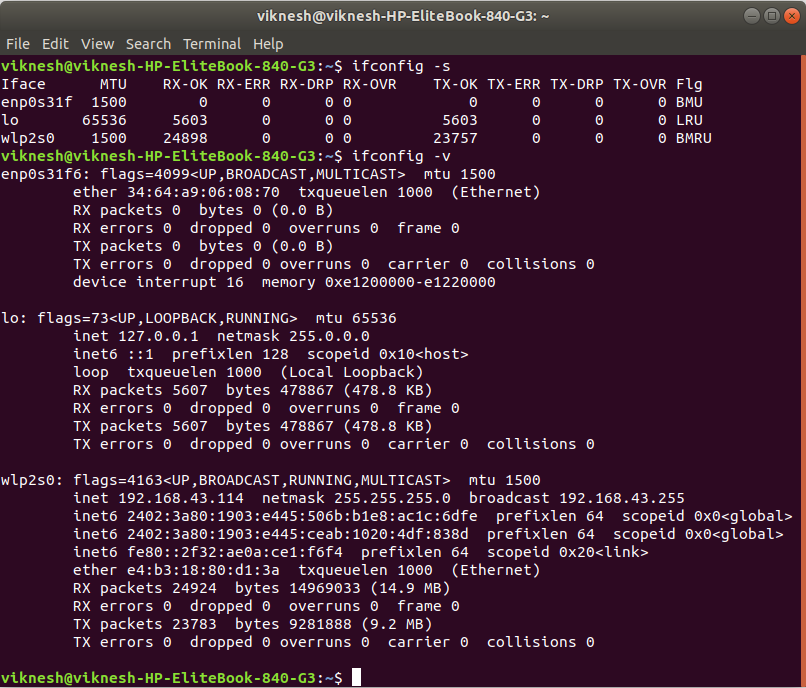 viknesh@viknesh-HP-EliteBook-840-G3: ~
File Edit View Search Terminal Help
viknesh@viknesh-HP-EliteBook-840-G3:~$ ifconfig -s
Iface      MTU    RX-OK RX-ERR RX-DRP RX-OVR    TX-OK TX-ERR TX-DRP TX-OVR Flg
enp0s31f  1500        0      0      0 0             0      0      0      0 BMU
lo       65536     5603      0      0 0          5603      0      0      0 LRU
wlp2s0    1500    24898      0      0 0         23757      0      0      0 BMRU
viknesh@viknesh-HP-EliteBook-840-G3:~$ ifconfig -v
enp0s31f6: flags=4099<UP,BROADCAST,MULTICAST>  mtu 1500
        ether 34:64:a9:06:08:70  txqueuelen 1000  (Ethernet)
        RX packets 0  bytes 0 (0.0 B)
        RX errors 0  dropped 0  overruns 0  frame 0
        TX packets 0  bytes 0 (0.0 B)
        TX errors 0  dropped 0 overruns 0  carrier 0  collisions 0
        device interrupt 16  memory 0xe1200000-e1220000

lo: flags=73<UP,LOOPBACK,RUNNING>  mtu 65536
        inet 127.0.0.1  netmask 255.0.0.0
        inet6 ::1  prefixlen 128  scopeid 0x10<host>
        loop  txqueuelen 1000  (Local Loopback)
        RX packets 5607  bytes 478867 (478.8 KB)
        RX errors 0  dropped 0  overruns 0  frame 0
        TX packets 5607  bytes 478867 (478.8 KB)
        TX errors 0  dropped 0 overruns 0  carrier 0  collisions 0

wlp2s0: flags=4163<UP,BROADCAST,RUNNING,MULTICAST>  mtu 1500
        inet 192.168.43.114  netmask 255.255.255.0  broadcast 192.168.43.255
        inet6 2402:3a80:1903:e445:506b:b1e8:ac1c:6dfe  prefixlen 64  scopeid 0x0<global>
        inet6 2402:3a80:1903:e445:ceab:1020:4df:838d  prefixlen 64  scopeid 0x0<global>
        inet6 fe80::2f32:ae0a:ce1:f6f4  prefixlen 64  scopeid 0x20<link>
        ether e4:b3:18:80:d1:3a  txqueuelen 1000  (Ethernet)
        RX packets 24924  bytes 14969033 (14.9 MB)
        RX errors 0  dropped 0  overruns 0  frame 0
        TX packets 23783  bytes 9281888 (9.2 MB)
        TX errors 0  dropped 0 overruns 0  carrier 0  collisions 0

viknesh@viknesh-HP-EliteBook-840-G3:~$